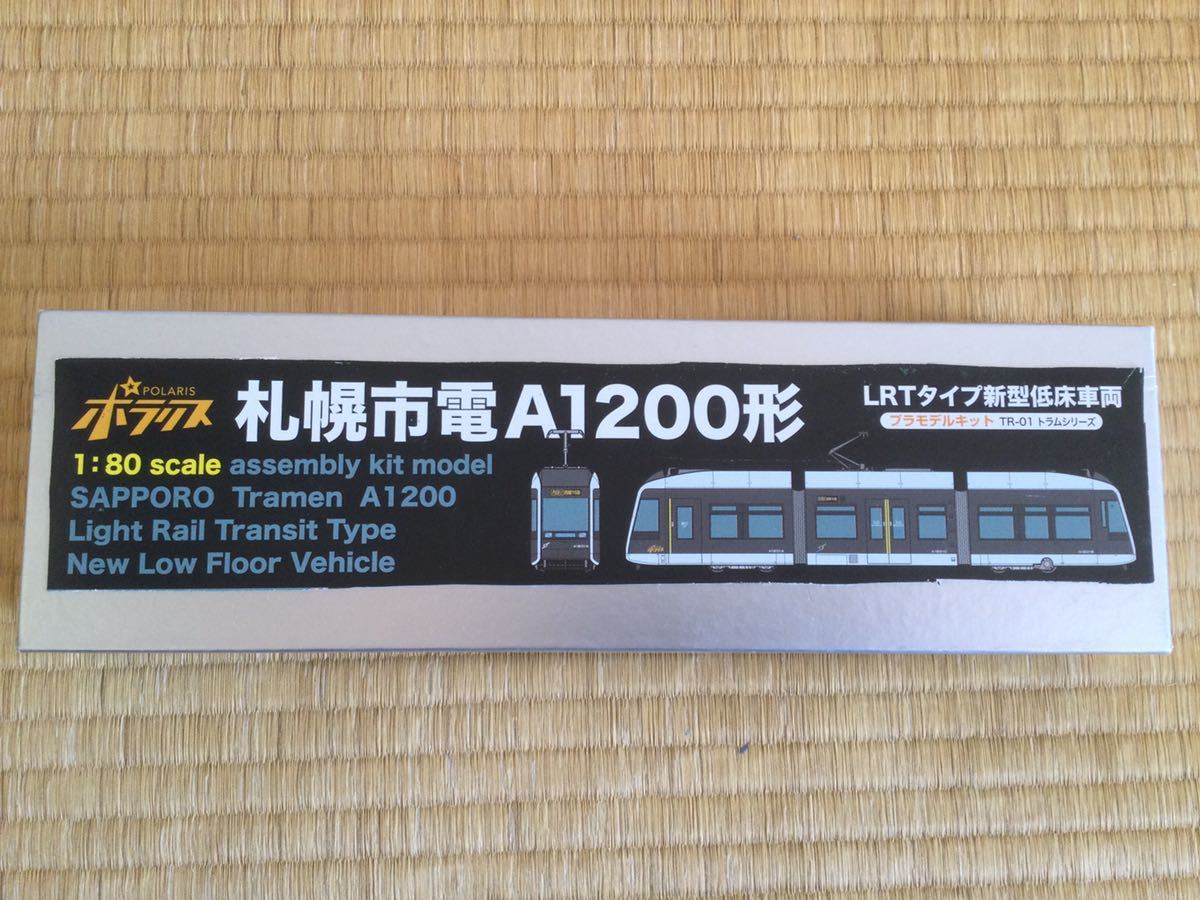 POLARIS
ポラリス
札幌市電A1200形
LRTタイプ新型低床車両
プラモデルキット TR-01 トラムシリーズ
1:80 scale assembly kit model
SAPPORO Tramen A1200
Light Rail Transit Type
New Low Floor Vehicle